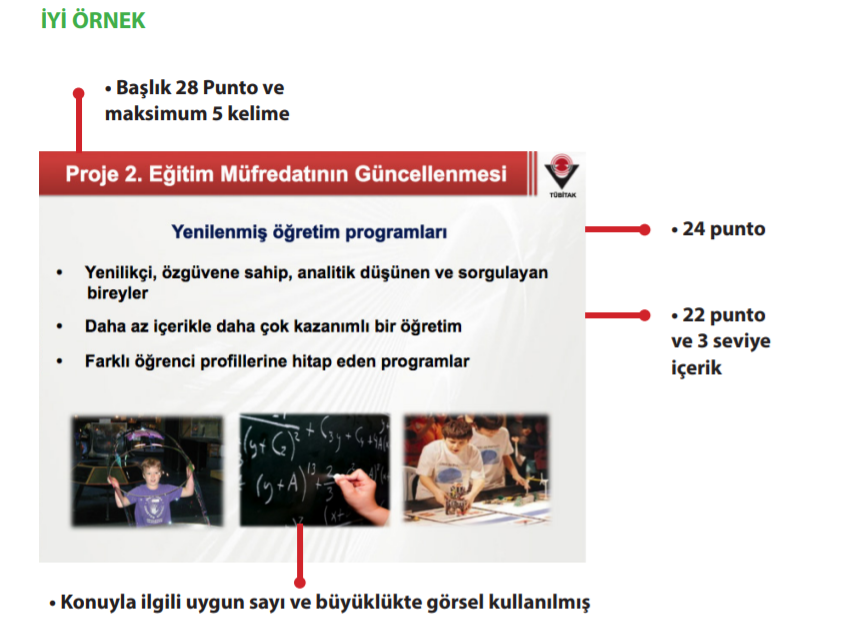 İYİ ÖRNEK
• Başlık 28 Punto ve
maksimum 5 kelime
Proje 2. Eğitim Müfredatının Güncellenmesi
TÜBİTAK
Yenilenmiş öğretim programları
• 24 punto
• Yenilikçi, özgüvene sahip, analitik düşünen ve sorgulayan
bireyler
• Daha az içerikle daha çok kazanımlı bir öğretim
• Farklı öğrenci profillerine hitap eden programlar
• 22 punto
ve 3 seviye
içerik
• Konuyla ilgili uygun sayı ve büyüklükte görsel kullanılmış